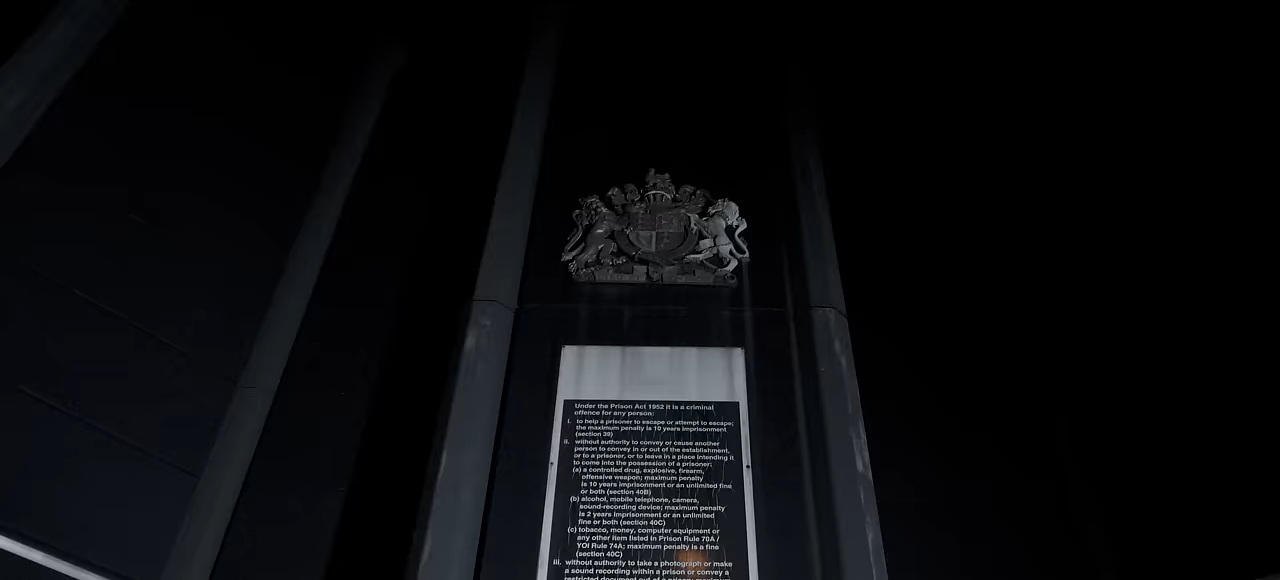 Under the Prison Act 1952 it is a criminal
offence for any person:
i. to help a prisoner to escape or attempt to escape;
the maximum penalty is 10 years imprisonment
(section 39)
ii. without authority to convey or cause another
person to convey in or out of the establishment,
or to a prisoner, or to leave in a place intending it
to come into the possession of a prisoner;
(a) a controlled drug, explosive, firearm,
offensive weapon; maximum penalty
is 10 years imprisonment or an unlimited fine
or both (section 40B)
(b) alcohol, mobile telephone, camera,
sound-recording device; maximum penalty
is 2 years imprisonment or an unlimited
fine or both (section 40C)
(c) tobacco, money, computer equipment or
any other item listed in Prison Rule 70A /
YOI Rule 74A; maximum penalty is a fine
(section 40C)
iii. without authority to take a photograph or make
a sound recording within a prison or convey a
restricted document out of a prison; maximum